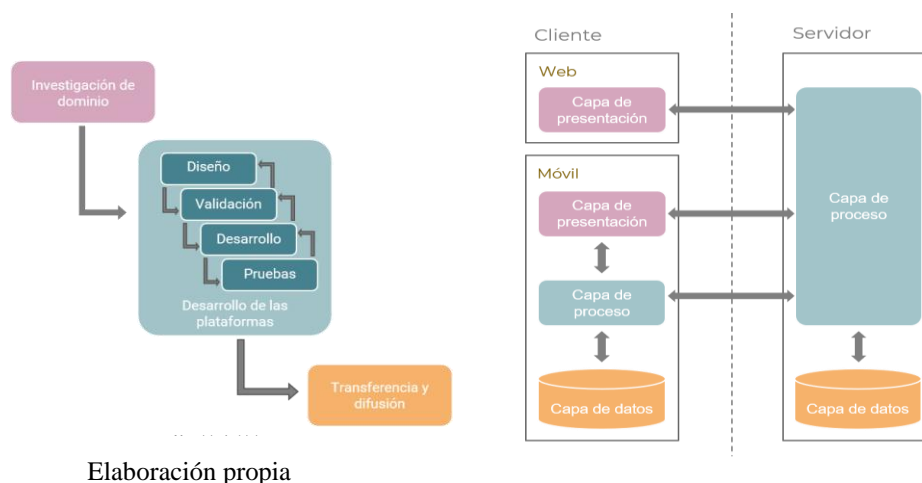 Investigación de
dominio
Diseño
Validación
Desarrollo
Pruebas
Desarrollo de las
plataformas
Transferencia y
difusión
Elaboración propia
Cliente
Servidor
Web
Capa de
presentación
Móvil
Capa de
presentación
Capa de
proceso
Capa de datos
Capa de
proceso
Capa de datos